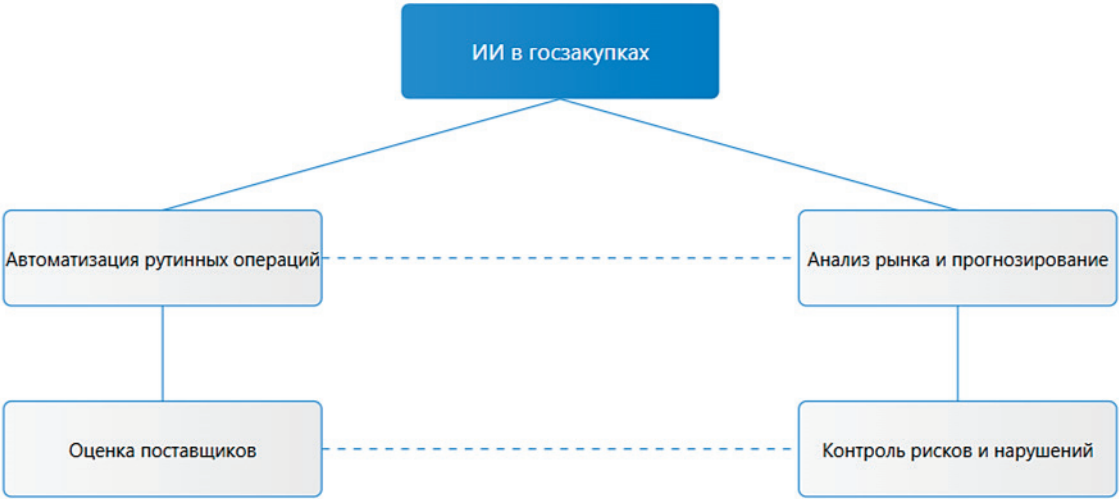 ИИ в госзакупках
Автоматизация рутинных операций
Анализ рынка и прогнозирование
Оценка поставщиков
Контроль рисков и нарушений